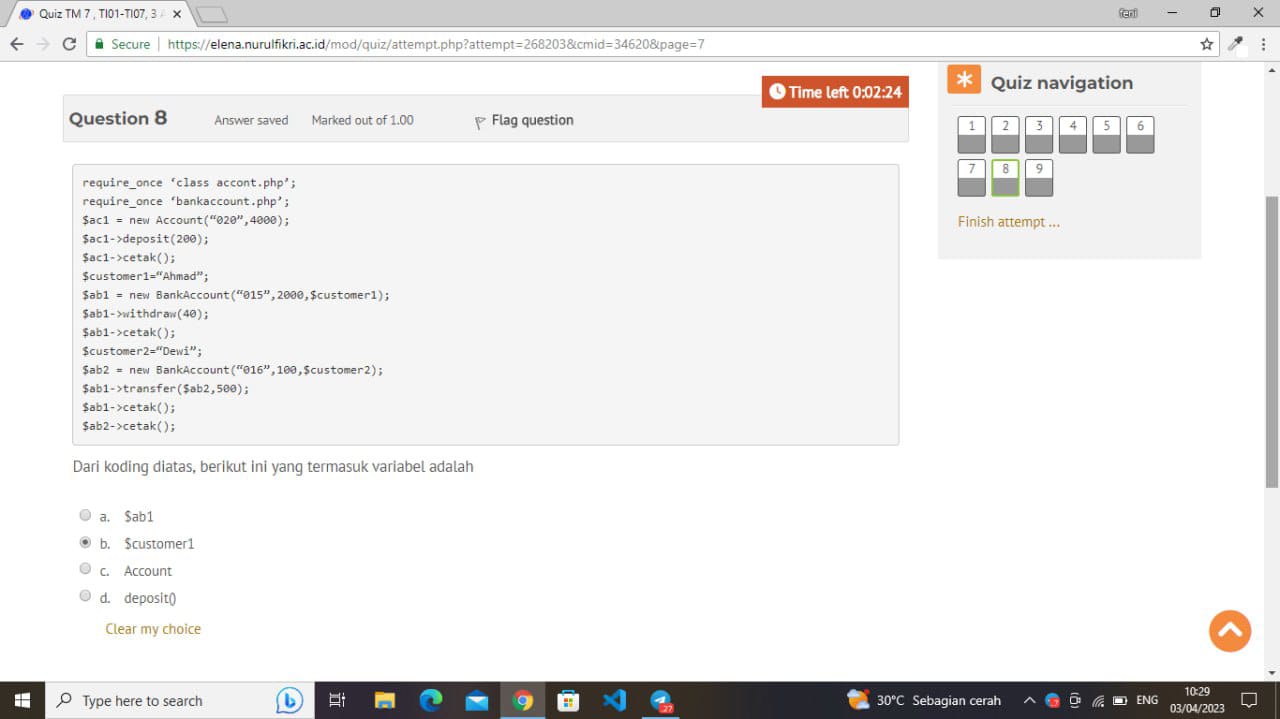 Quiz TM 7 , TI01-TI07, 3
feril
Secure
https://elena.nurulfikri.ac.id/mod/quiz/attempt.php?attempt=268203&cmid=34620&page=7
Time left 0:02:24
Question 8
Answer saved
Marked out of 1.00
Flag question
require_once ‘class accont.php’;
require_once ‘bankaccount.php’;
$ac1 = new Account(“020”,4000);
$ac1->deposit(200);
$ac1->cetak();
$customer1=“Ahmad”;
$ab1 = new BankAccount(“015”,2000,$customer1);
$ab1->withdraw(40);
$ab1->cetak();
$customer2=“Dewi”;
$ab2 = new BankAccount(“016”,100,$customer2);
$ab1->transfer($ab2,500);
$ab1->cetak();
$ab2->cetak();
Dari koding diatas, berikut ini yang termasuk variabel adalah
a. $ab1
b. $customer1
c. Account
d. deposit()
Clear my choice
Quiz navigation
1 2 3 4 5 6
7 8 9
Finish attempt ...
Type here to search
27
30°C Sebagian cerah
ENG
10:29
03/04/2023